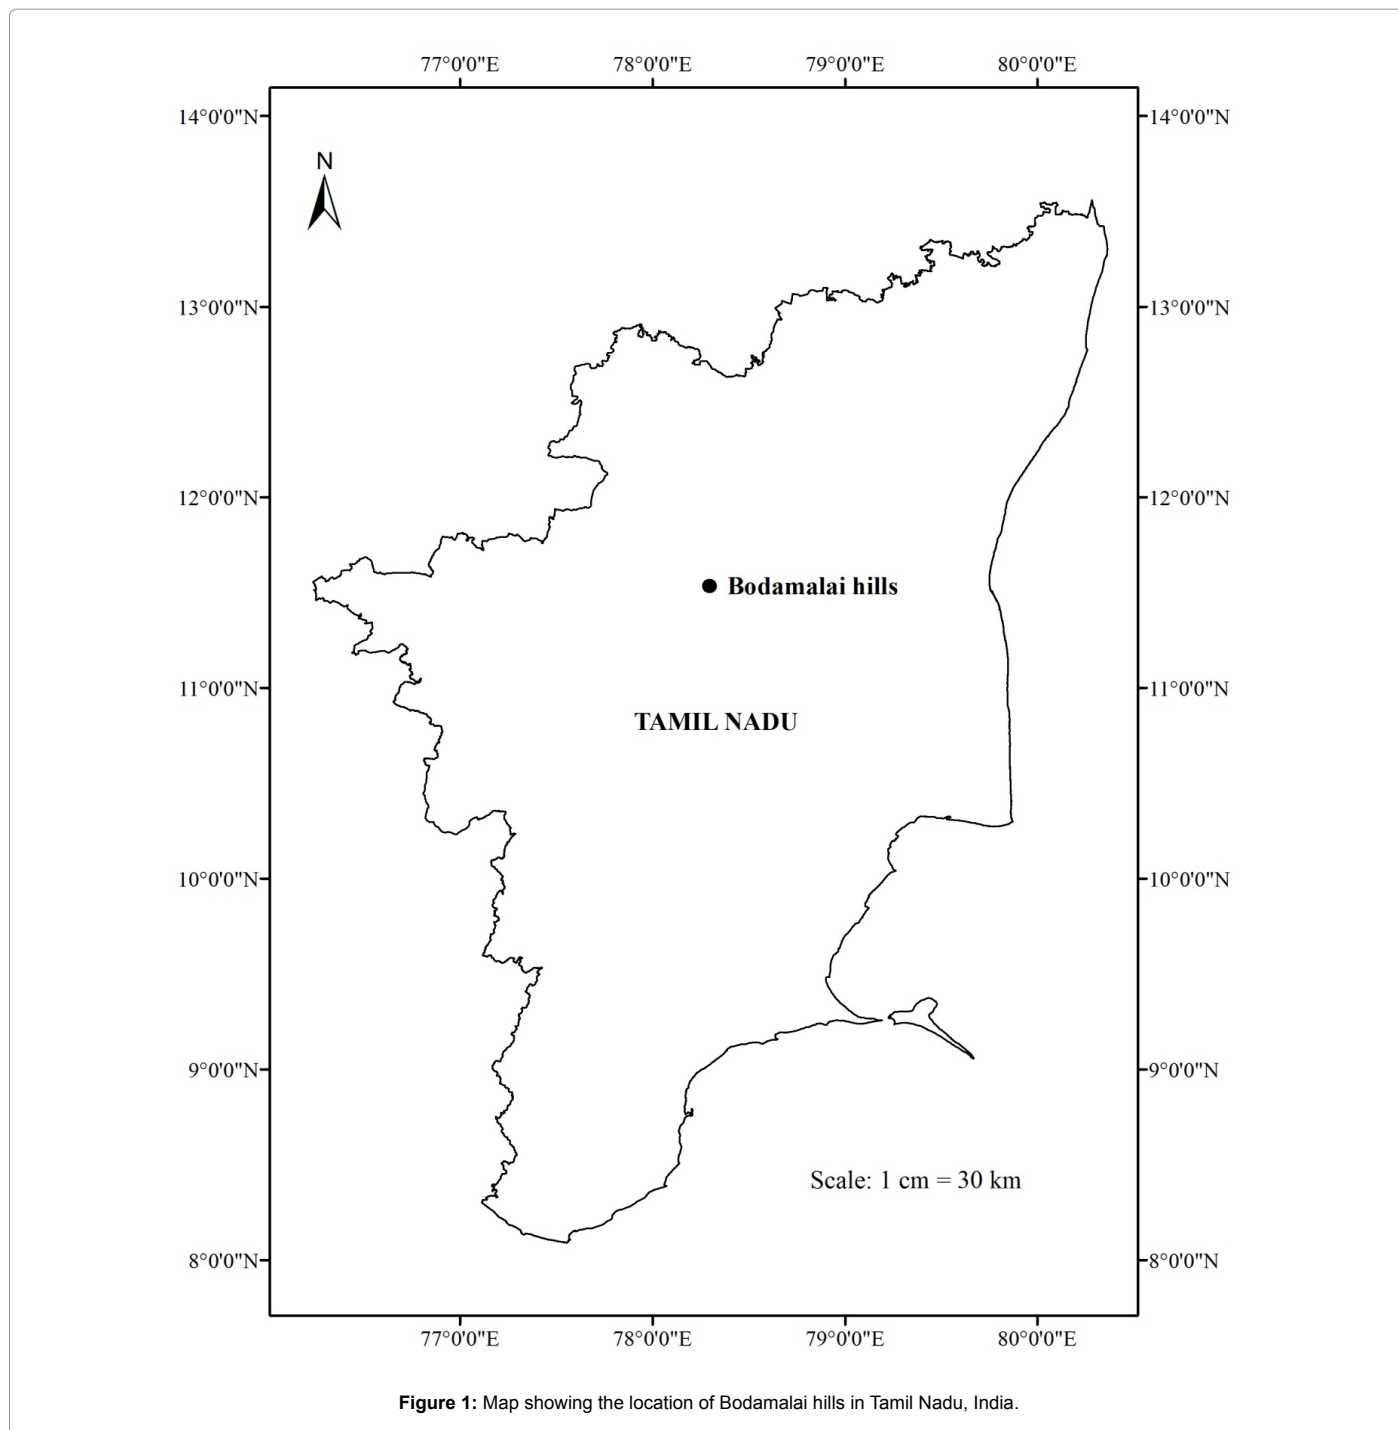 77°0'0"E 78°0'0"E 79°0'0"E 80°0'0"E
14°0'0"N 14°0'0"N
N
13°0'0"N 13°0'0"N
12°0'0"N 12°0'0"N
Bodamalai hills
11°0'0"N 11°0'0"N
TAMIL NADU
10°0'0"N 10°0'0"N
9°0'0"N 9°0'0"N
Scale: 1 cm = 30 km
8°0'0"N 8°0'0"N
77°0'0"E 78°0'0"E 79°0'0"E 80°0'0"E
Figure 1: Map showing the location of Bodamalai hills in Tamil Nadu, India.